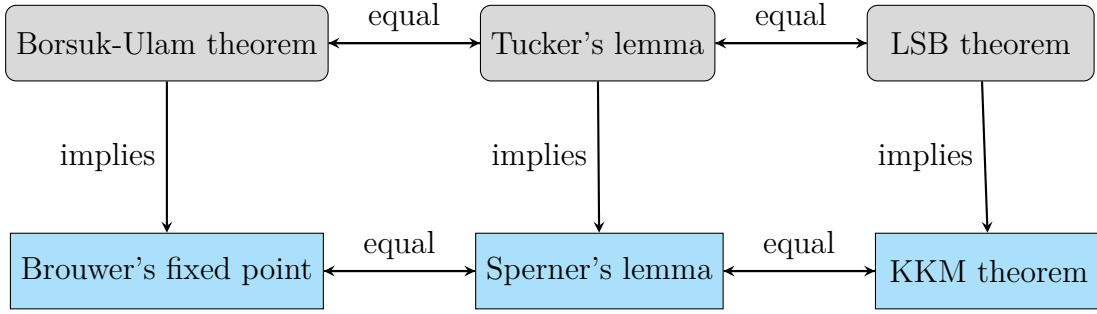 equal
equal
Borsuk-Ulam theorem
Tucker's lemma
LSB theorem
implies
implies
implies
equal
equal
Brouwer's fixed point
Sperner's lemma
KKM theorem